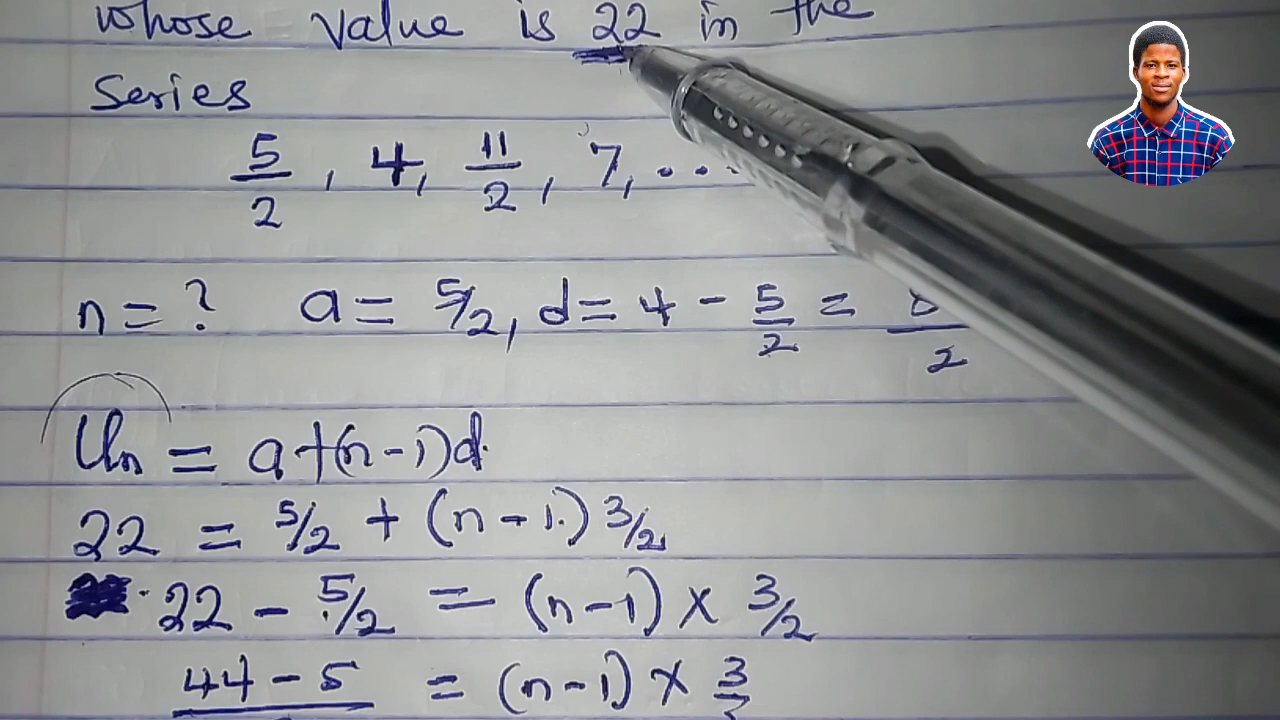 whose value is 22 in the
Series
5/2, 4, 11/2, 7, ...
n = ? a = 5/2, d = 4 - 5/2 = /2
Un = a+(n-1)d
22 = 5/2 + (n-1) 3/2
22 - 5/2 = (n-1) x 3/2
44-5 = (n-1) x 3